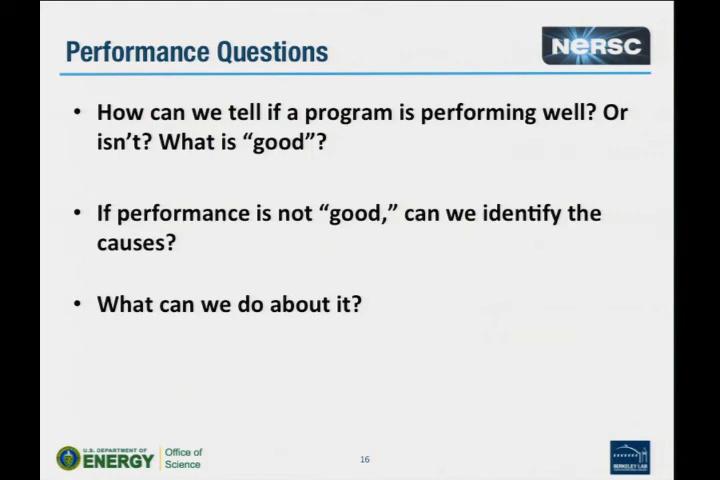 Performance Questions
NERSC
• How can we tell if a program is performing well? Or
isn't? What is “good”?
• If performance is not “good,” can we identify the
causes?
• What can we do about it?
U.S. DEPARTMENT OF
ENERGY
Office of
Science
16
BERKELEY LAB